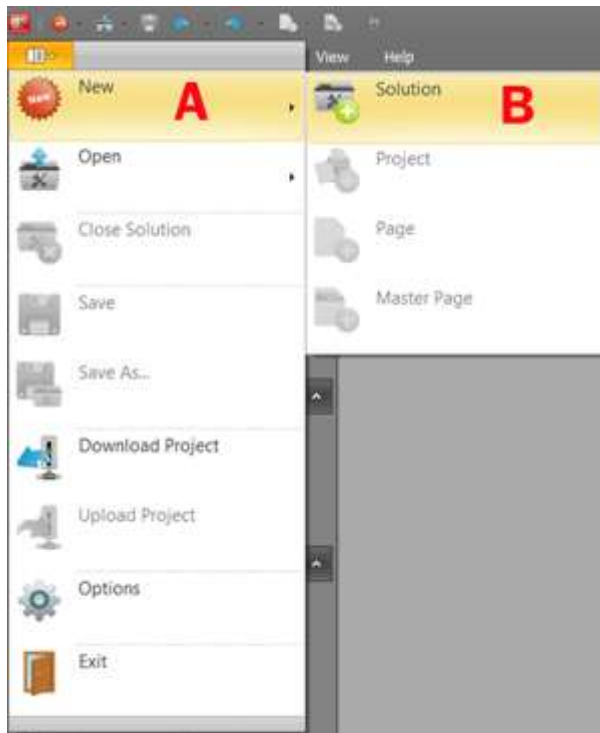 View Help
New A
Open
Close Solution
Save
Save As...
Download Project
Upload Project
Options
Exit
Solution B
Project
Page
Master Page